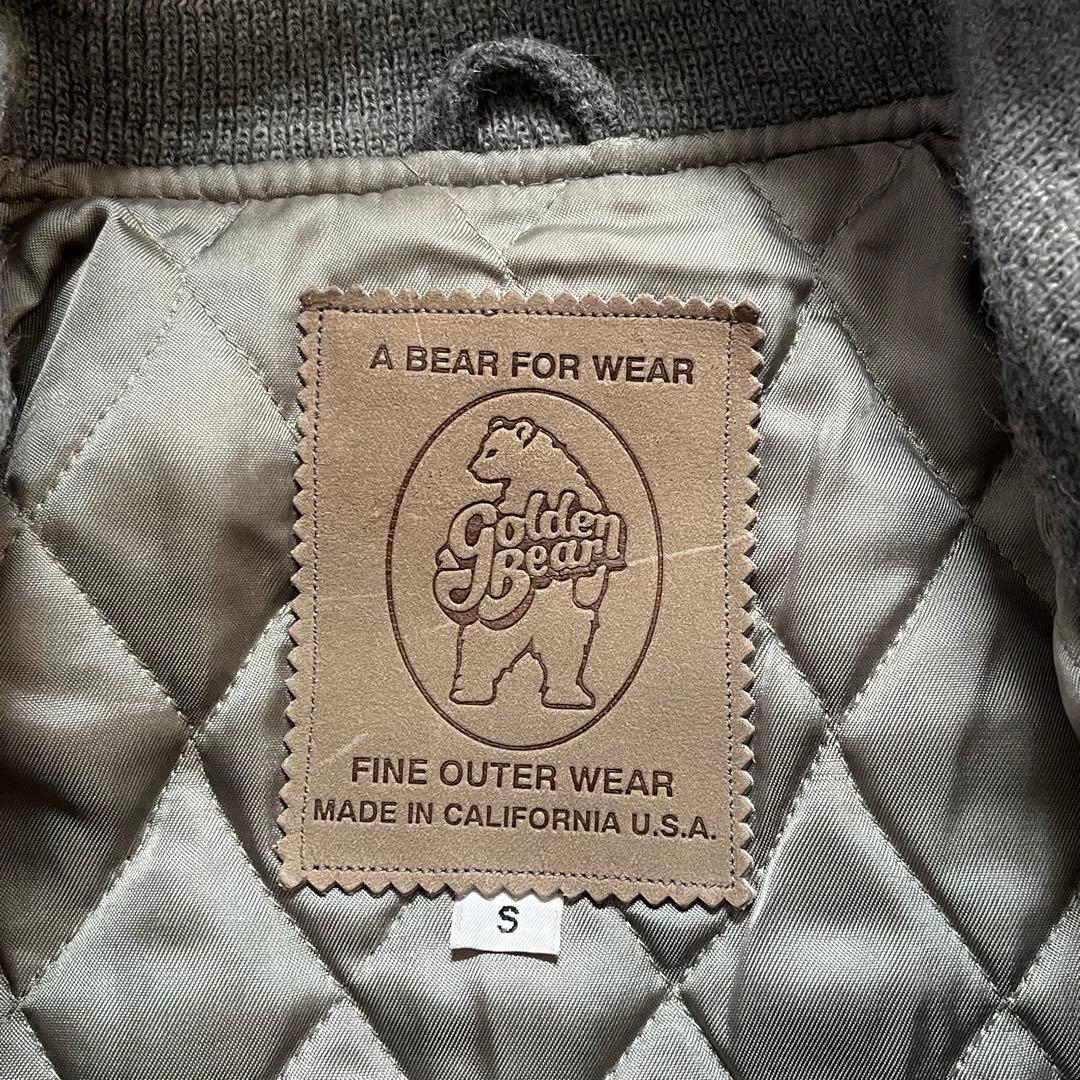 A BEAR FOR WEAR
Golden
Bear
FINE OUTER WEAR
MADE IN CALIFORNIA U.S.A.
S